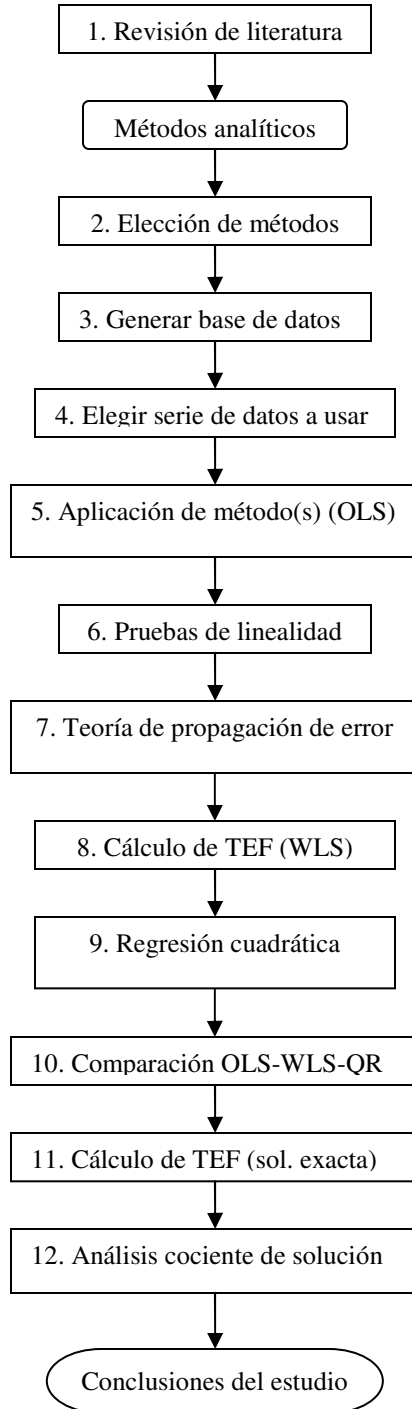 1. Revisión de literatura
Métodos analíticos
2. Elección de métodos
3. Generar base de datos
4. Elegir serie de datos a usar
5. Aplicación de método(s) (OLS)
6. Pruebas de linealidad
7. Teoría de propagación de error
8. Cálculo de TEF (WLS)
9. Regresión cuadrática
10. Comparación OLS-WLS-QR
11. Cálculo de TEF (sol. exacta)
12. Análisis cociente de solución
Conclusiones del estudio